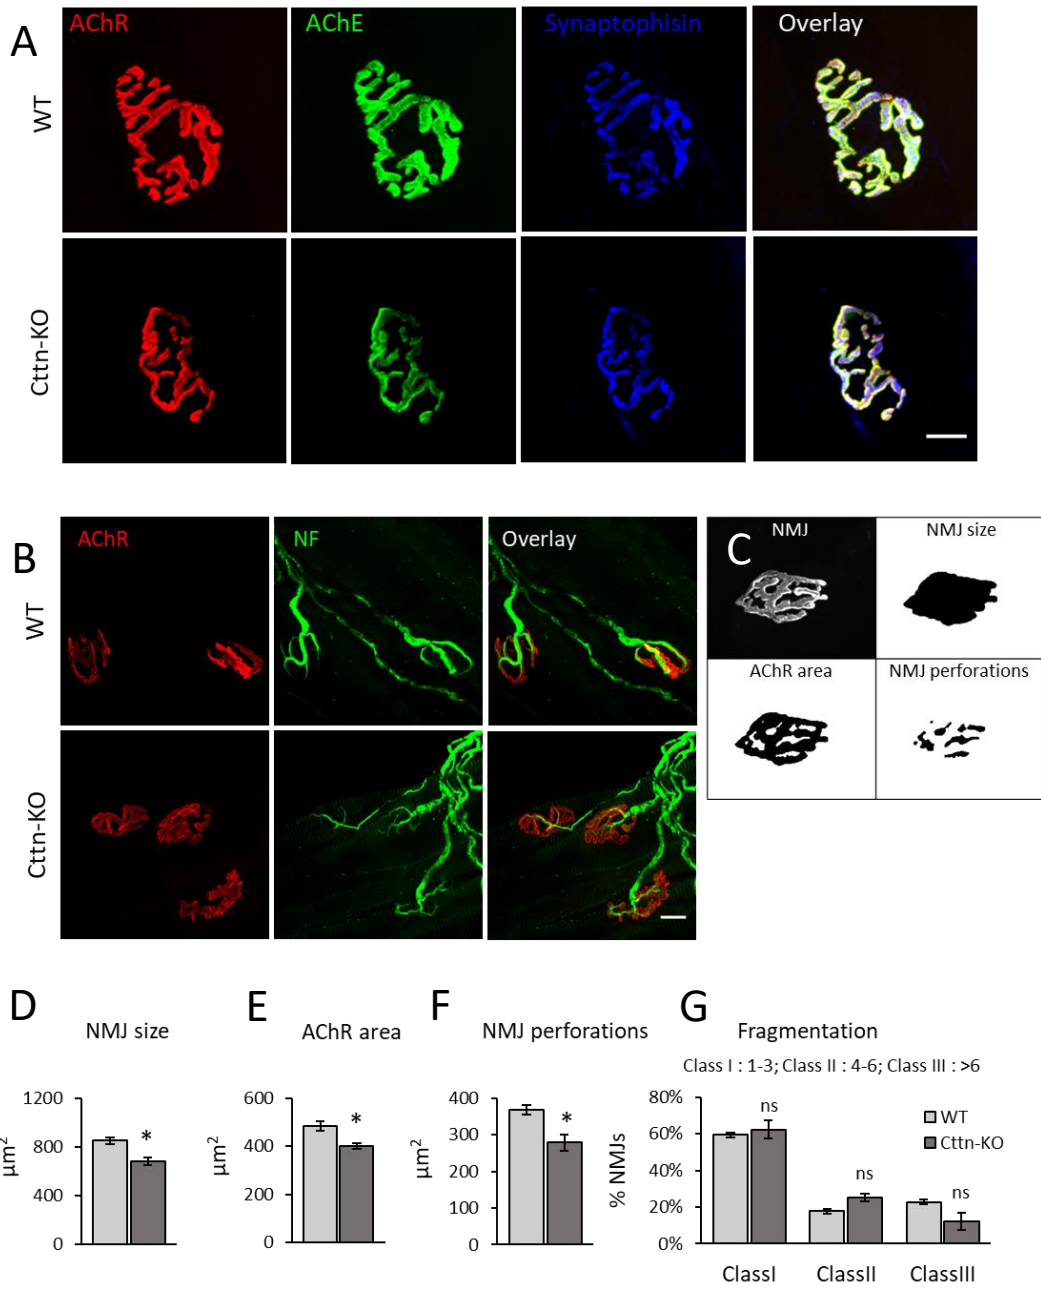 A
AChR
AChE
Synaptophisin
Overlay
WT
Cttn-KO
B
AChR
NF
Overlay
WT
Cttn-KO
C
NMJ
NMJ size
AChR area
NMJ perforations
D
NMJ size
µm²
1200
800
400
0
*
E
AChR area
µm²
600
400
200
0
*
F
NMJ perforations
µm²
400
300
200
100
0
*
G
Fragmentation
Class I : 1-3; Class II : 4-6; Class III : >6
% NMJs
80%
60%
40%
20%
0%
ns
ns
ns
WT
Cttn-KO
ClassI
ClassII
ClassIII